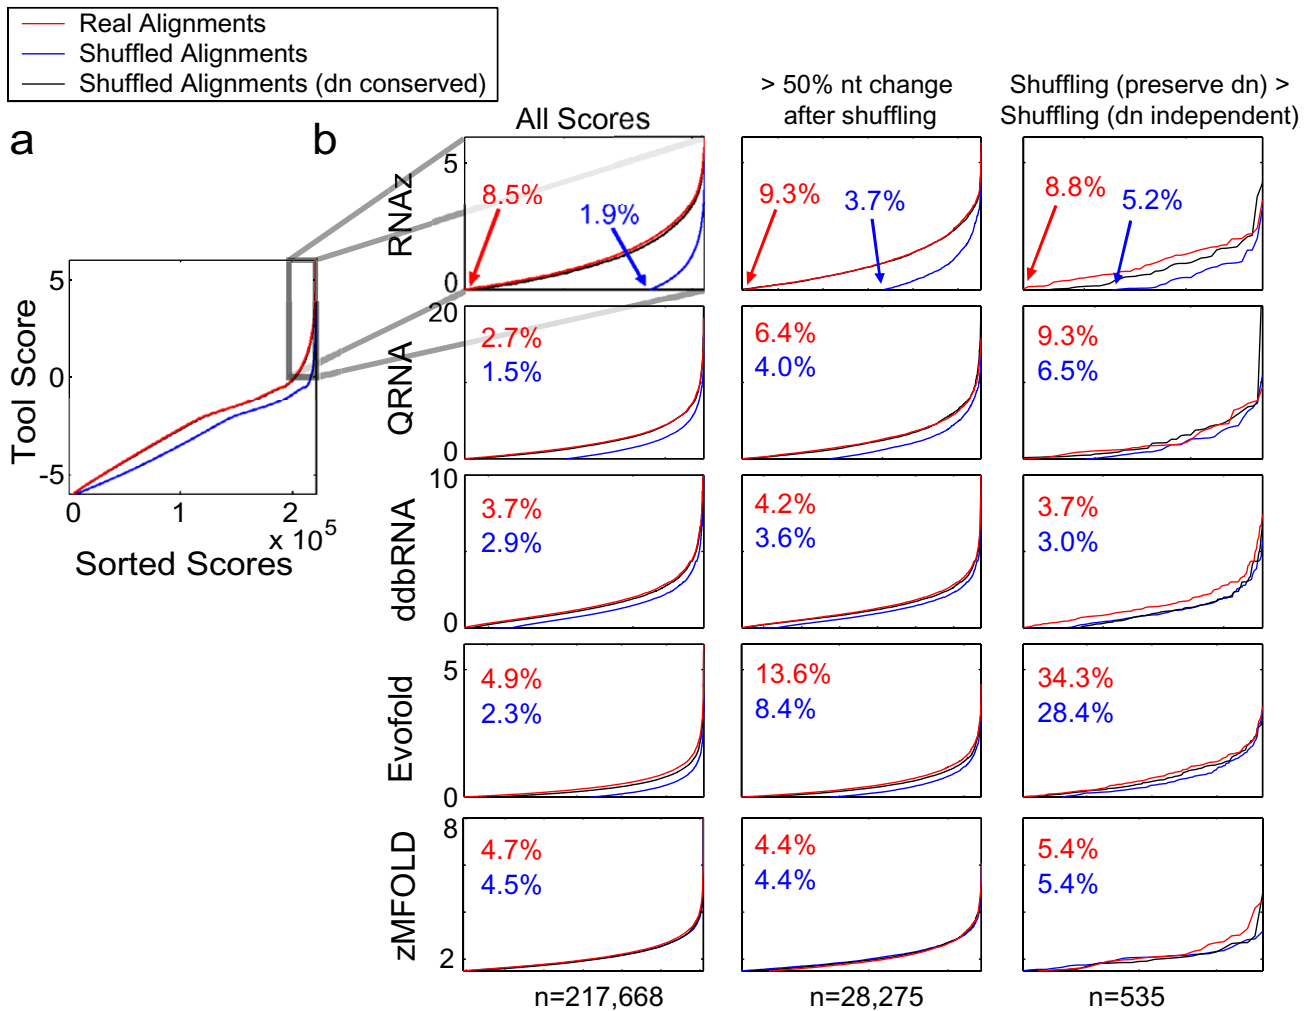 Real Alignments
Shuffled Alignments
Shuffled Alignments (dn conserved)
a
Tool Score
5
0
-5
0
1
2
x 10^5
Sorted Scores
b
All Scores
> 50% nt change
after shuffling
Shuffling (preserve dn) >
Shuffling (dn independent)
RNAz
5
0
8.5%
1.9%
9.3%
3.7%
8.8%
5.2%
QRNA
20
0
2.7%
1.5%
6.4%
4.0%
9.3%
6.5%
ddbRNA
10
0
3.7%
2.9%
4.2%
3.6%
3.7%
3.0%
Evofold
5
0
4.9%
2.3%
13.6%
8.4%
34.3%
28.4%
zMFOLD
8
2
4.7%
4.5%
4.4%
4.4%
5.4%
5.4%
n=217,668
n=28,275
n=535